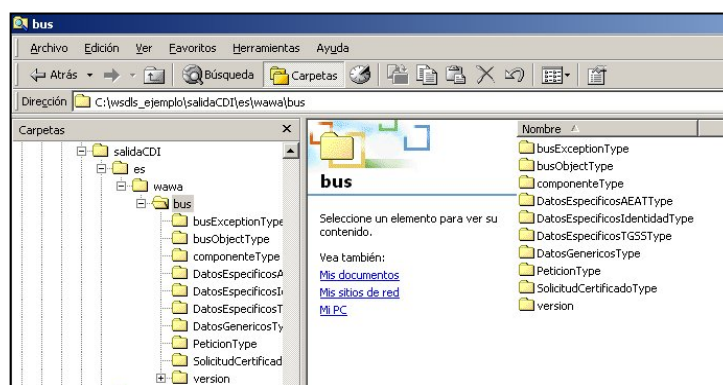 bus
Archivo Edición Ver Favoritos Herramientas Ayuda
Atrás Búsqueda Carpetas
Dirección C:\wsdls_ejemplo\salidaCDI\es\wawa\bus
Carpetas
salidaCDI
es
wawa
bus
busExceptionType
busObjectType
componenteType
DatosEspecificosA
DatosEspecificosI
DatosEspecificosT
DatosGenericosTy
PeticionType
SolicitudCertificad
version
bus
Seleccione un elemento para ver su
contenido.
Vea también:
Mis documentos
Mis sitios de red
Mi PC
Nombre
busExceptionType
busObjectType
componenteType
DatosEspecificosAEATType
DatosEspecificosIdentidadType
DatosEspecificosTGSSType
DatosGenericosType
PeticionType
SolicitudCertificadoType
version